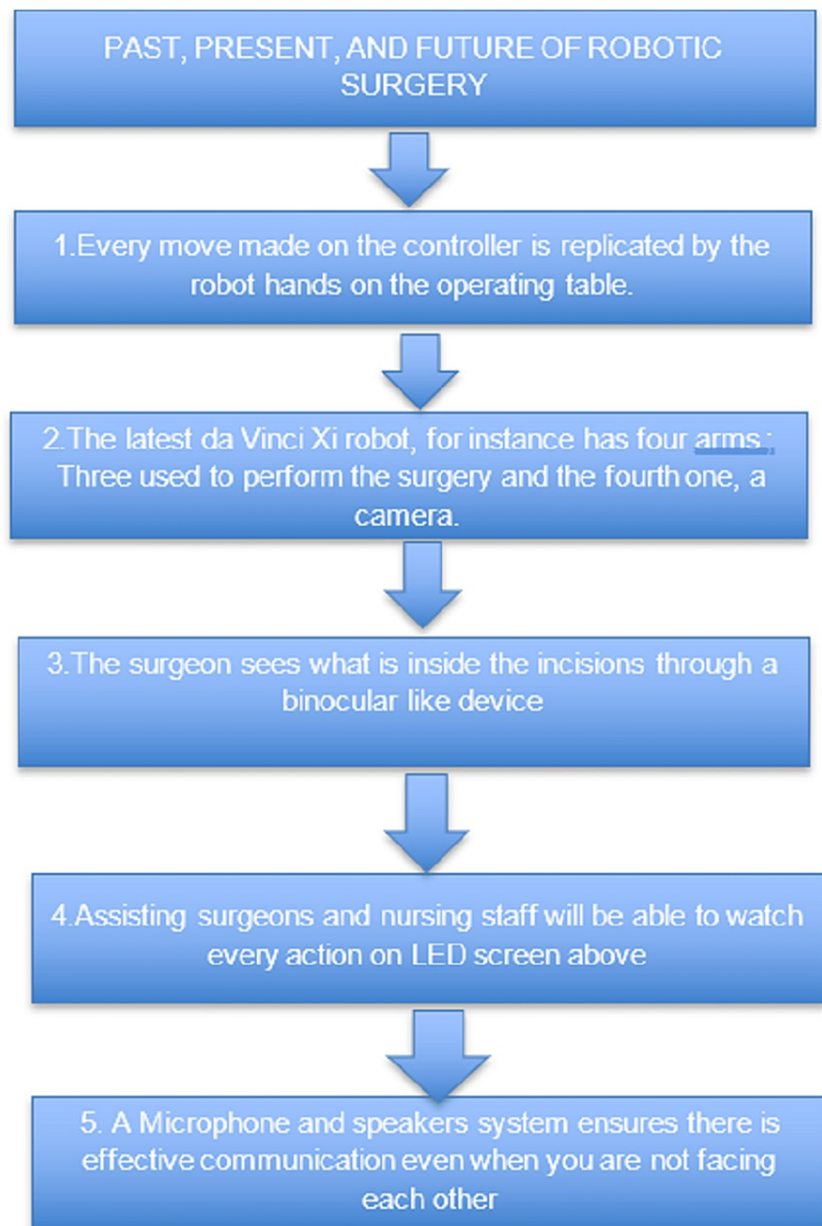 PAST, PRESENT, AND FUTURE OF ROBOTIC
SURGERY
1.Every move made on the controller is replicated by the
robot hands on the operating table.
2.The latest da Vinci Xi robot, for instance has four arms;
Three used to perform the surgery and the fourth one, a
camera.
3.The surgeon sees what is inside the incisions through a
binocular like device
4.Assisting surgeons and nursing staff will be able to watch
every action on LED screen above
5. A Microphone and speakers system ensures there is
effective communication even when you are not facing
each other